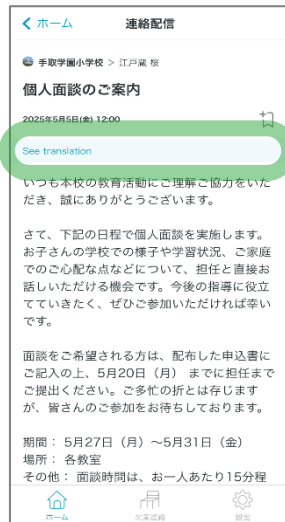 ホーム 連絡配信
手取学園小学校 > 江戸蔵 桜
個人面談のご案内
2025年5月5日(金) 12:00
See translation
いつも本校の教育活動にご理解ご協力をいた
だき、誠にありがとうございます。
さて、下記の日程で個人面談を実施します。
お子さんの学校での様子や学習状況、ご家庭
でのご心配な点などについて、担任と直接お
話しいただける機会です。今後の指導に役立
てていきたく、ぜひご参加いただければ幸い
です。
面談をご希望される方は、配布した申込書に
ご記入の上、5月20日（月） までに担任まで
ご提出ください。ご多忙の折とは存じます
が、皆さんのご参加をお待ちしております。
期間： 5月27日（月）〜5月31日（金）
場所： 各教室
その他： 面談時間は、お一人あたり15分程
ホーム 欠席連絡 設定